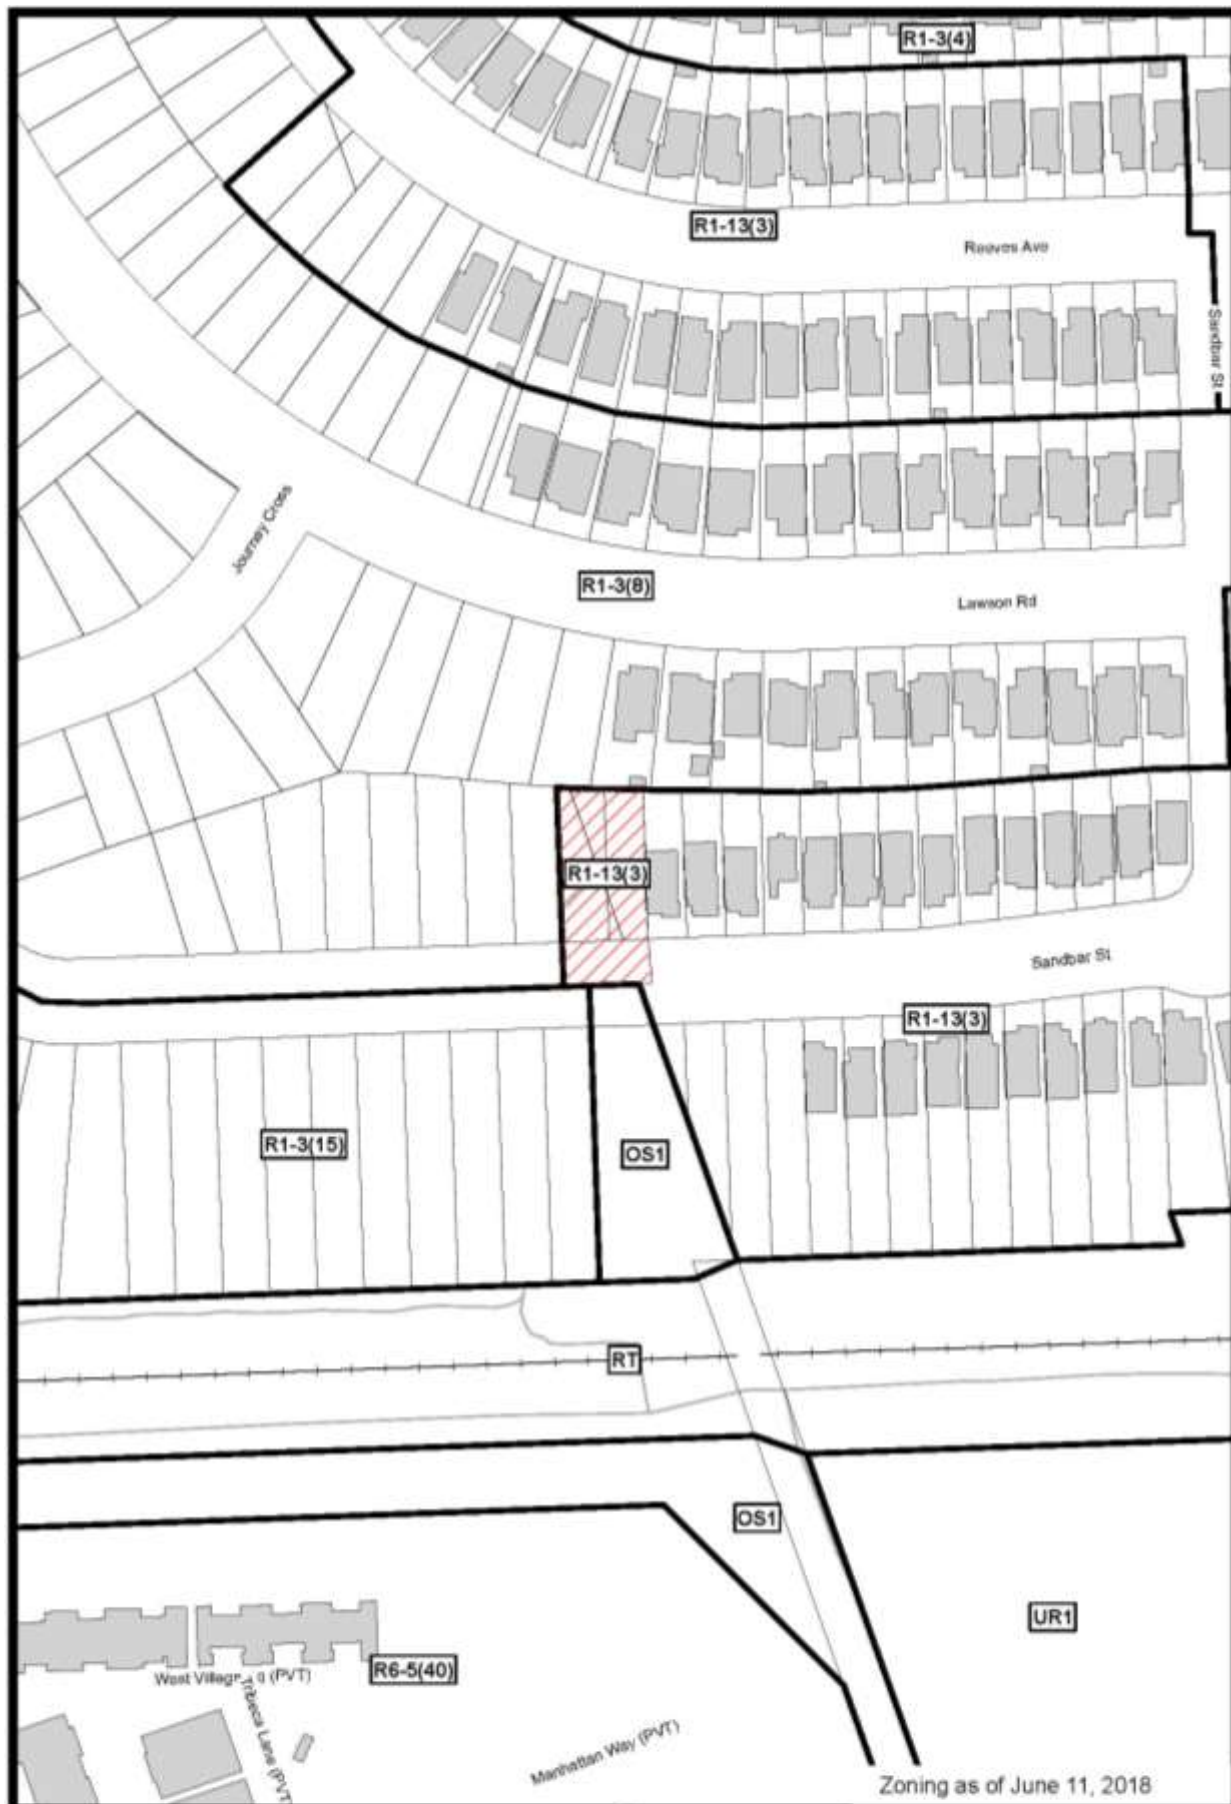 R1-3(4)
R1-13(3)
Reeves Ave
Sandbar St
Journey Cross
R1-3(8)
Lawson Rd
R1-13(3)
Sandbar St
R1-13(3)
R1-3(15)
OS1
RT
OS1
UR1
R6-5(40)
West Village (PVT)
Tribeca Lane (PVT)
Manhattan Way (PVT)
Zoning as of June 11, 2018